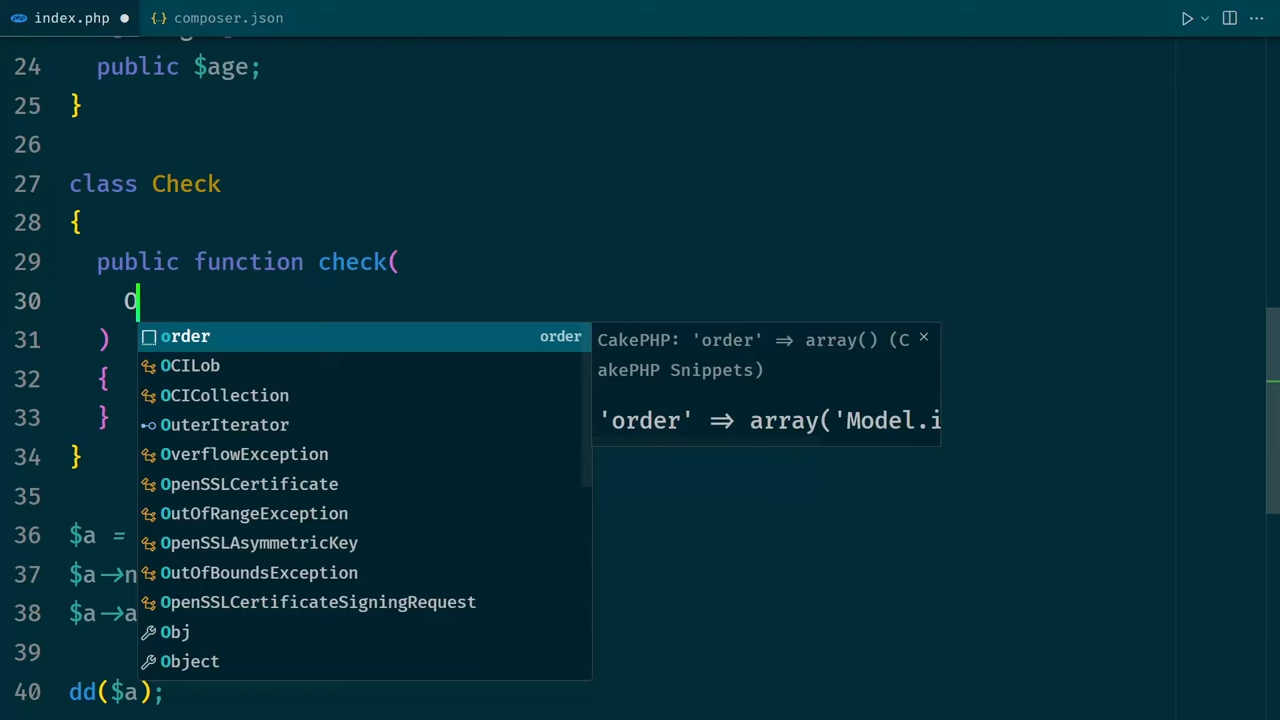 index.php
composer.json
24 public $age;
25 }
26
27 class Check
28 {
29 public function check(
30 O
31 )
32 {
33 }
34 }
35
36 $a =
37 $a->n
38 $a->a
39
40 dd($a);
order order
OCILob
OCICollection
OuterIterator
OverflowException
OpenSSLCertificate
OutOfRangeException
OpenSSLAsymmetricKey
OutOfBoundsException
OpenSSLCertificateSigningRequest
Obj
Object
CakePHP: 'order' => array() (C
akePHP Snippets)
'order' => array('Model.i